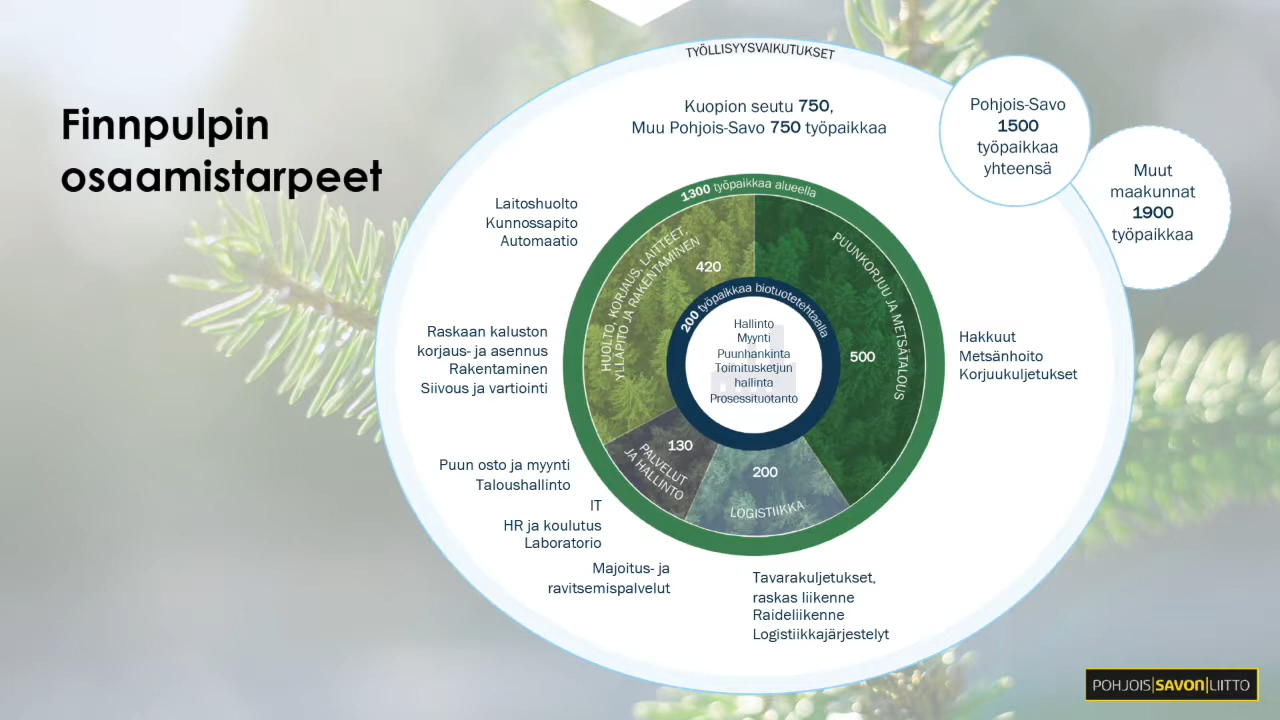 Finnpulpin
osaamistarpeet
TYÖLLISYYSVAIKUTUKSET
Kuopion seutu 750,
Muu Pohjois-Savo 750 työpaikkaa
Pohjois-Savo
1500
työpaikkaa
yhteensä
Muut
maakunnat
1900
työpaikkaa
1300 työpaikkaa alueella
Laitoshuolto
Kunnossapito
Automaatio
HUOLTO, KORJAUS, LAITTEET,
YLLÄPITO JA RAKENTAMINEN
420
PUUNKORJUU JA METSÄTALOUS
500
200 työpaikkaa biotuotetehtaalla
Hallinto
Myynti
Puunhankinta
Toimitusketjun
hallinta
Prosessituotanto
Raskaan kaluston
korjaus- ja asennus
Rakentaminen
Siivous ja vartiointi
Hakkuut
Metsänhoito
Korjuukuljetukset
130
PALVELUT
JA HALLINTO
200
LOGISTIIKKA
Puun osto ja myynti
Taloushallinto
IT
HR ja koulutus
Laboratorio
Majoitus- ja
ravitsemispalvelut
Tavarakuljetukset,
raskas liikenne
Raideliikenne
Logistiikkajärjestelyt
POHJOIS|SAVON|LIITTO